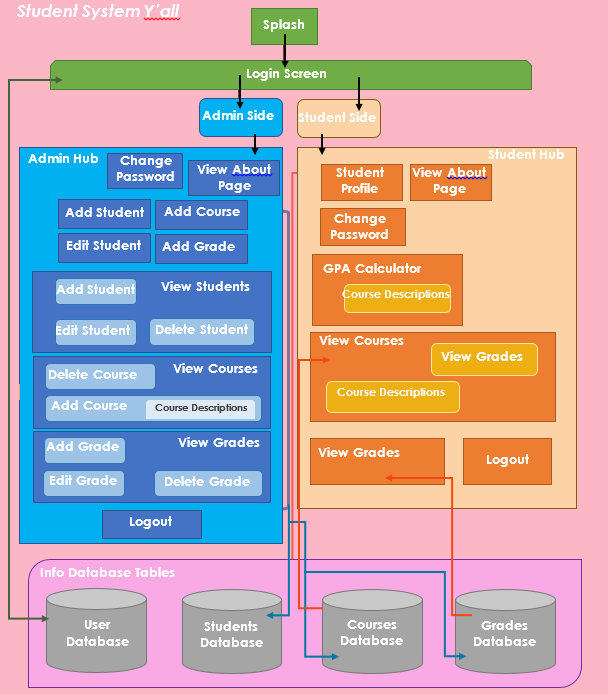 Student System Y'all
Splash
Login Screen
Admin Side
Student Side
Admin Hub
Change
Password
View About
Page
Add Student
Add Course
Edit Student
Add Grade
Add Student
View Students
Edit Student
Delete Student
Delete Course
View Courses
Add Course
Course Descriptions
Add Grade
View Grades
Edit Grade
Delete Grade
Logout
Student Hub
Student
Profile
View About
Page
Change
Password
GPA Calculator
Course Descriptions
View Courses
View Grades
Course Descriptions
View Grades
Logout
Info Database Tables
User
Database
Students
Database
Courses
Database
Grades
Database